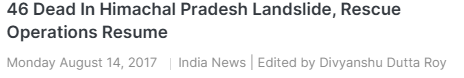 46 Dead In Himachal Pradesh Landslide, Rescue
Operations Resume
Monday August 14, 2017 | India News | Edited by Divyanshu Dutta Roy